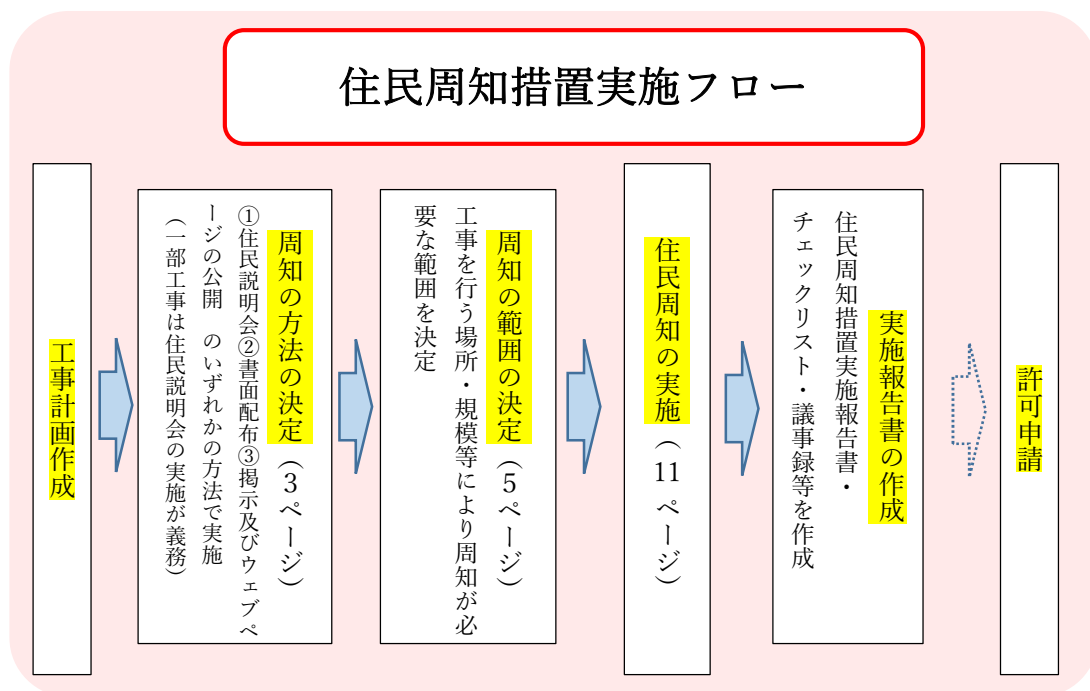 住民周知措置実施フロー
工事計画作成
周知の方法の決定（3ページ）
①住民説明会②書面配布③掲示及びウェブペ
ージの公開　のいずれかの方法で実施
（一部工事は住民説明会の実施が義務）
周知の範囲の決定（5ページ）
工事を行う場所・規模等により周知が必
要な範囲を決定
住民周知の実施（11ページ）
実施報告書の作成
住民周知措置実施報告書・
チェックリスト・議事録等を作成
許可申請